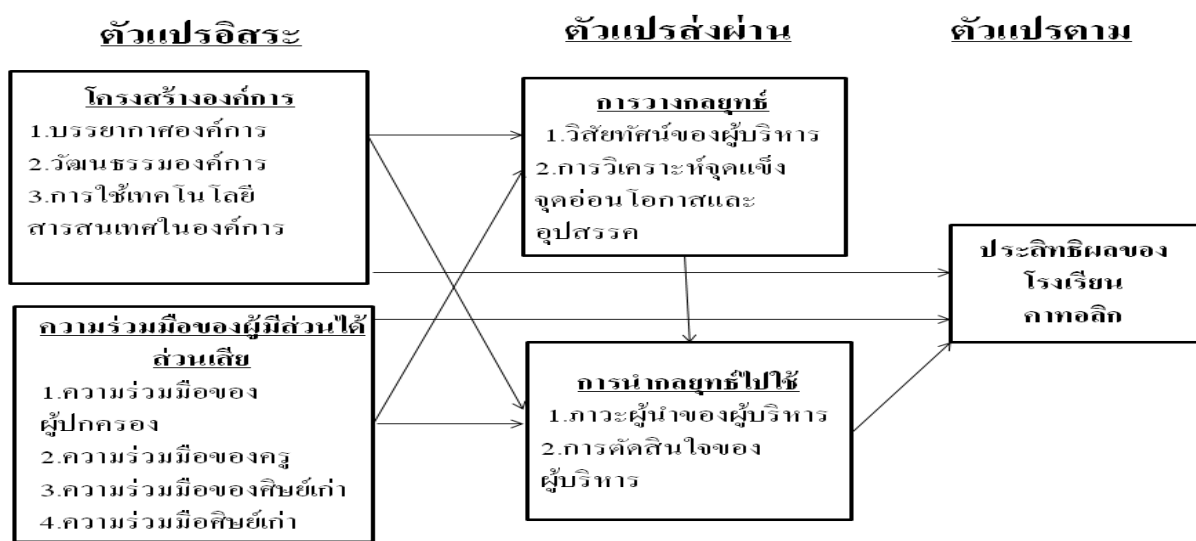 ตัวแปรอิสระ
ตัวแปรส่งผ่าน
ตัวแปรตาม
โครงสร้างองค์การ
1.บรรยากาศองค์การ
2.วัฒนธรรมองค์การ
3.การใช้เทคโนโลยี
สารสนเทศในองค์การ
การวางกลยุทธ์
1.วิสัยทัศน์ของผู้บริหาร
2.การวิเคราะห์จุดแข็ง
จุดอ่อนโอกาสและ
อุปสรรค
ประสิทธิผลของ
โรงเรียน
คาทอลิก
ความร่วมมือของผู้มีส่วนได้
ส่วนเสีย
1.ความร่วมมือของ
ผู้ปกครอง
2.ความร่วมมือของครู
3.ความร่วมมือของศิษย์เก่า
4.ความร่วมมือศิษย์เก่า
การนำกลยุทธ์ไปใช้
1.ภาวะผู้นำของผู้บริหาร
2.การตัดสินใจของ
ผู้บริหาร